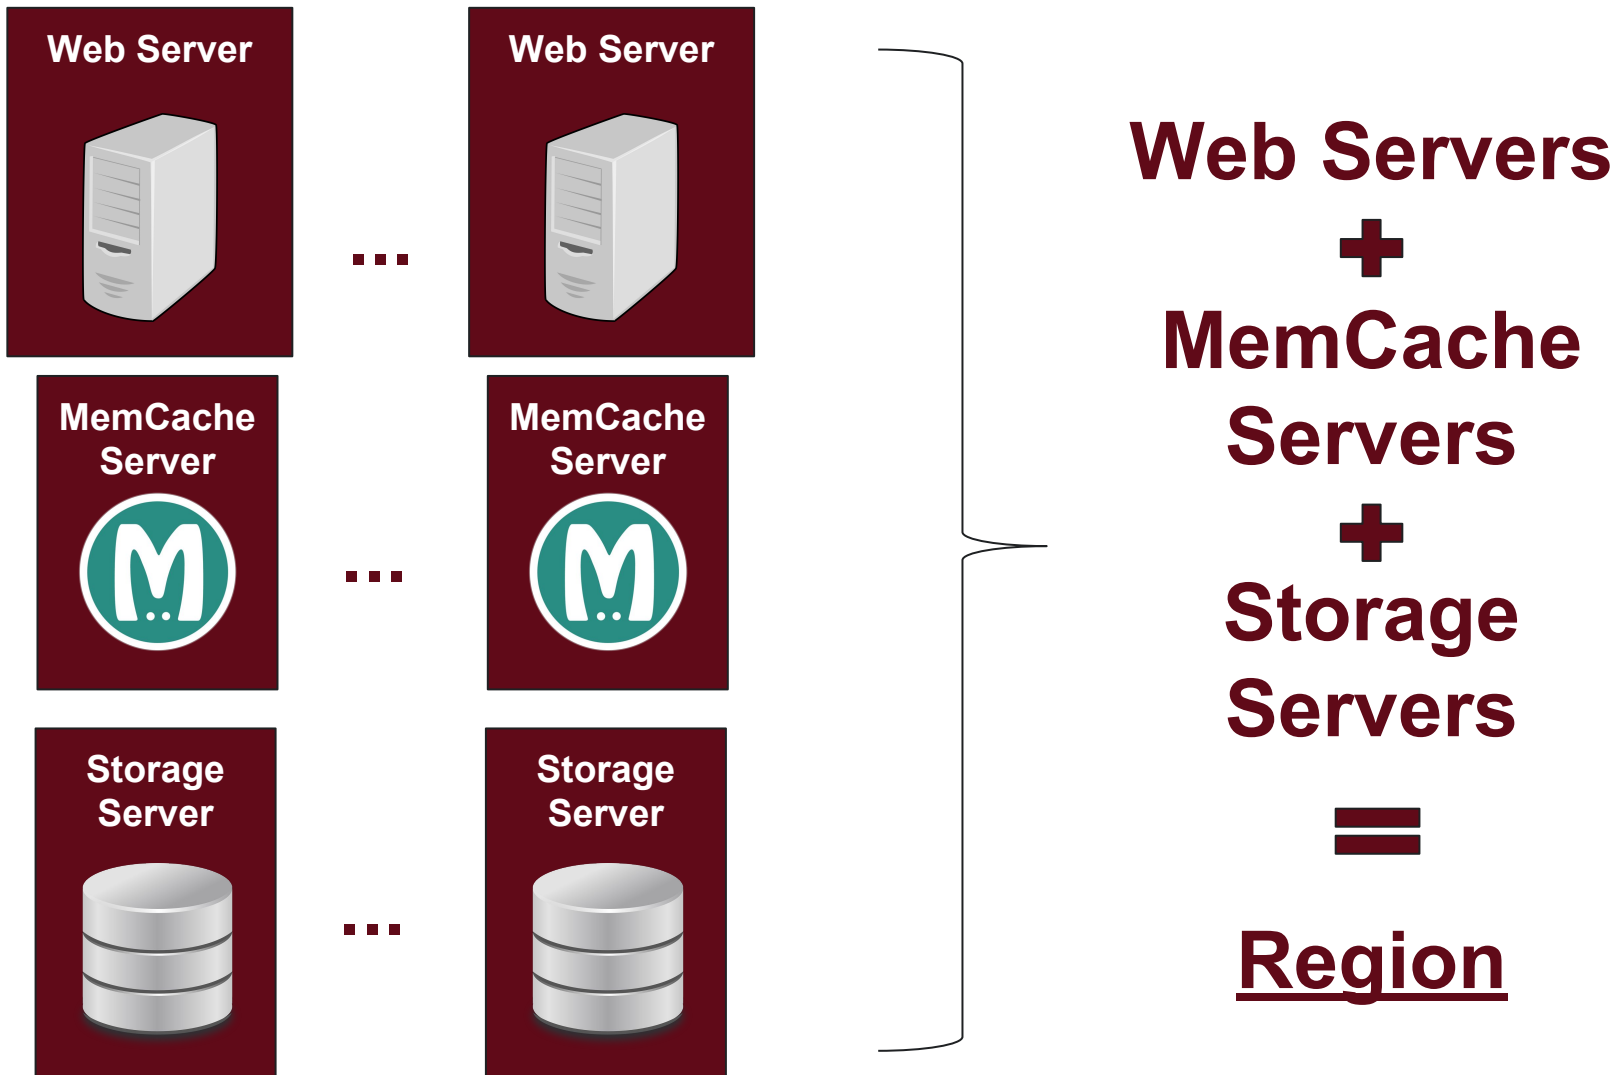 Web Server
Web Server
...
MemCache
Server
MemCache
Server
...
Storage
Server
Storage
Server
...
Web Servers
+
MemCache
Servers
+
Storage
Servers
=
Region